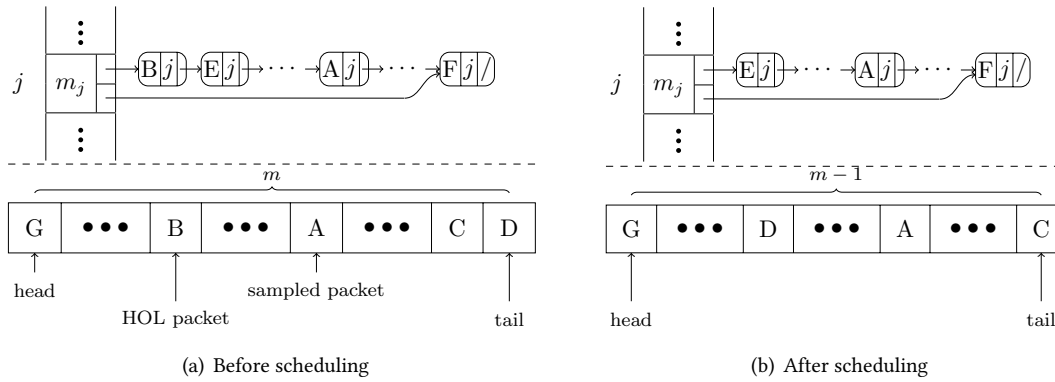 j
m_j
B j
E j
···
A j
···
F j /
m
G ••• B ••• A ••• C D
head
HOL packet
sampled packet
tail
(a) Before scheduling
j
m_j
E j
···
A j
···
F j /
m − 1
G ••• D ••• A ••• C
head
tail
(b) After scheduling